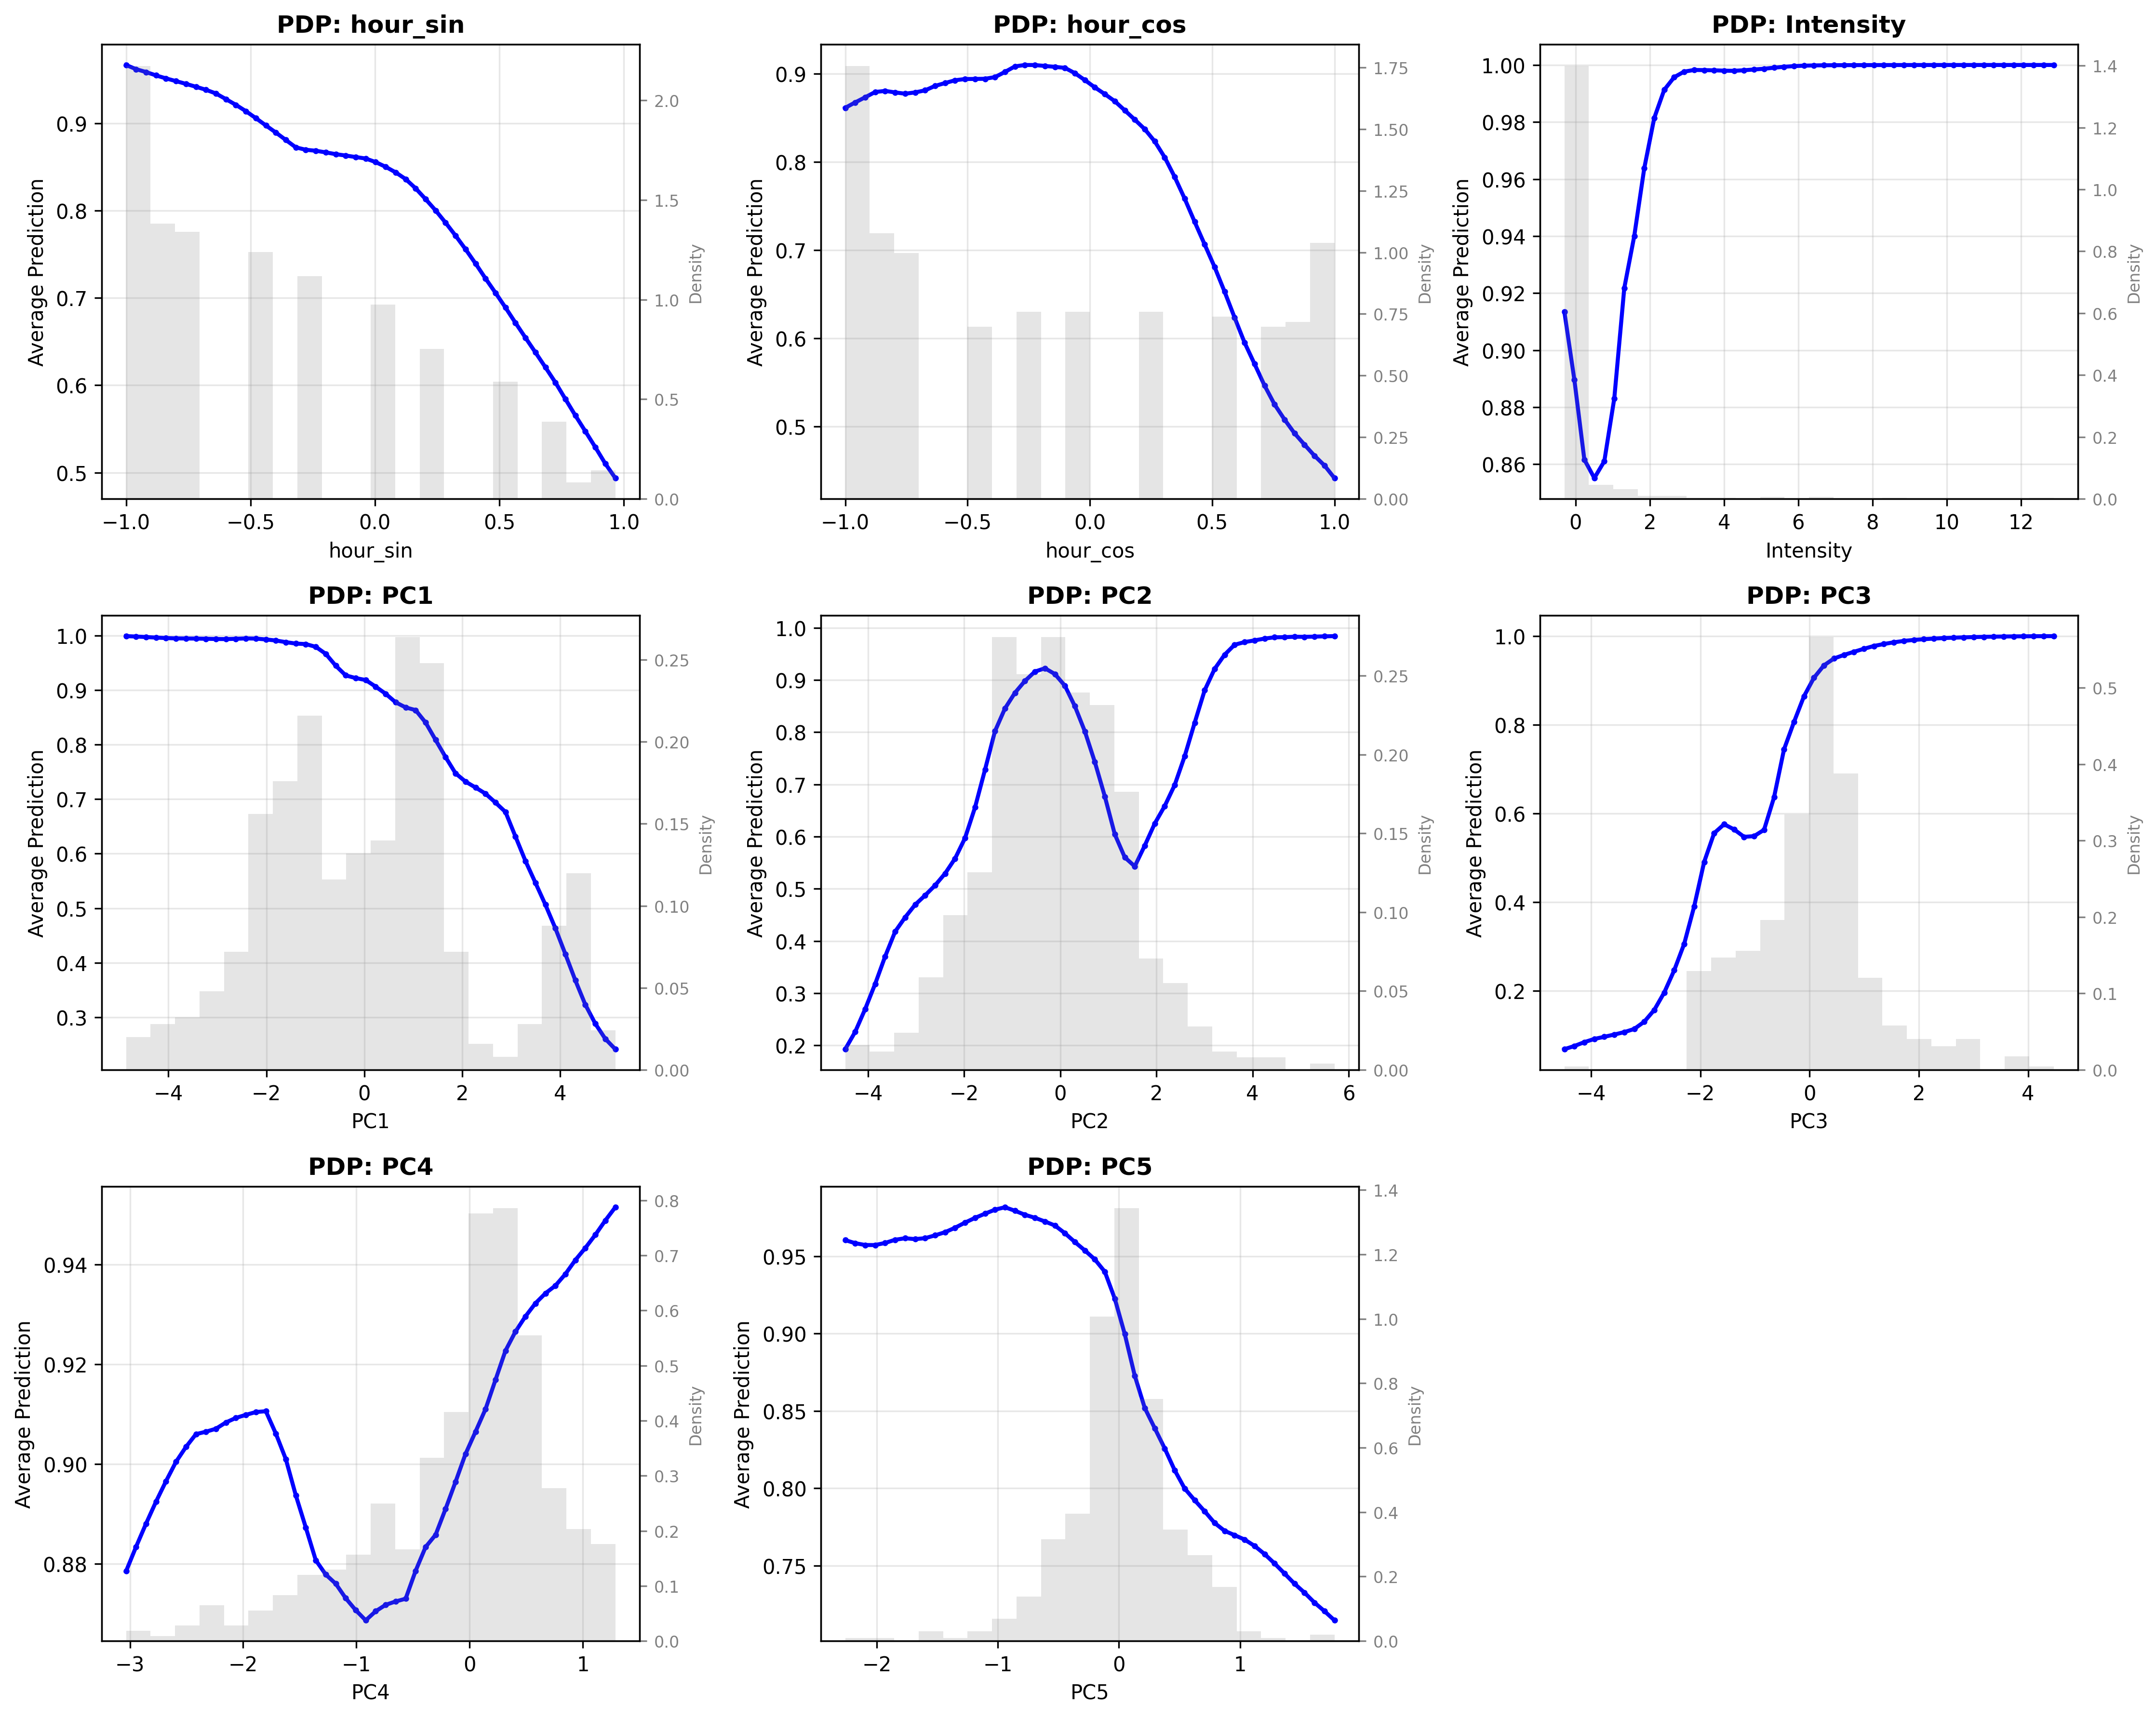 PDP: hour_sin
Average Prediction
0.9
0.8
0.7
0.6
0.5
2.0
1.5
1.0
0.5
0.0
Density
−1.0 −0.5 0.0 0.5 1.0
hour_sin
PDP: hour_cos
Average Prediction
0.9
0.8
0.7
0.6
0.5
1.75
1.50
1.25
1.00
0.75
0.50
0.25
0.00
Density
−1.0 −0.5 0.0 0.5 1.0
hour_cos
PDP: Intensity
Average Prediction
1.00
0.98
0.96
0.94
0.92
0.90
0.88
0.86
1.4
1.2
1.0
0.8
0.6
0.4
0.2
0.0
Density
0 2 4 6 8 10 12
Intensity
PDP: PC1
Average Prediction
1.0
0.9
0.8
0.7
0.6
0.5
0.4
0.3
0.25
0.20
0.15
0.10
0.05
0.00
Density
−4 −2 0 2 4
PC1
PDP: PC2
Average Prediction
1.0
0.9
0.8
0.7
0.6
0.5
0.4
0.3
0.2
0.25
0.20
0.15
0.10
0.05
0.00
Density
−4 −2 0 2 4 6
PC2
PDP: PC3
Average Prediction
1.0
0.8
0.6
0.4
0.2
0.5
0.4
0.3
0.2
0.1
0.0
Density
−4 −2 0 2 4
PC3
PDP: PC4
Average Prediction
0.94
0.92
0.90
0.88
0.8
0.7
0.6
0.5
0.4
0.3
0.2
0.1
0.0
Density
−3 −2 −1 0 1
PC4
PDP: PC5
Average Prediction
0.95
0.90
0.85
0.80
0.75
1.4
1.2
1.0
0.8
0.6
0.4
0.2
0.0
Density
−2 −1 0 1
PC5